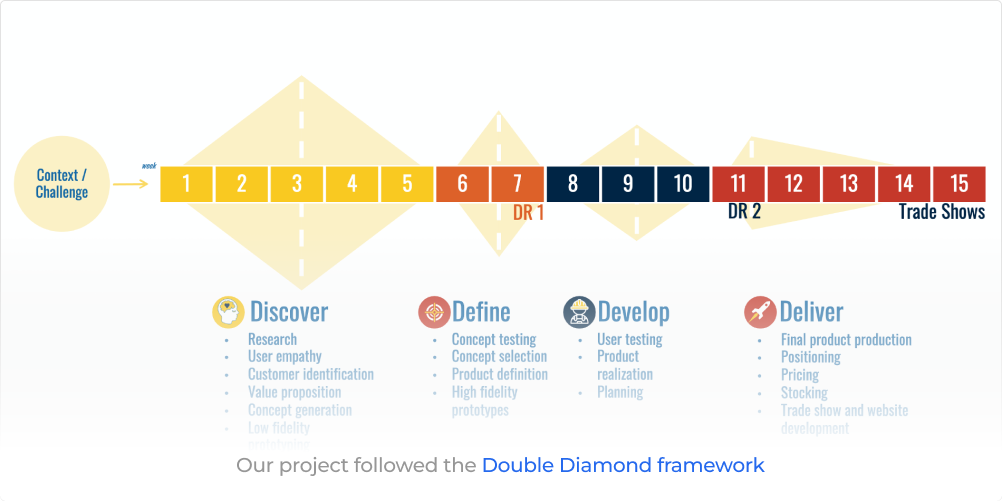 week
Context /
Challenge
1 2 3 4 5 6 7 8 9 10 11 12 13 14 15
DR 1
DR 2
Trade Shows
Discover
• Research
• User empathy
• Customer identification
• Value proposition
• Concept generation
• Low fidelity
prototyping
Define
• Concept testing
• Concept selection
• Product definition
• High fidelity
prototypes
Develop
• User testing
• Product
realization
• Planning
Deliver
• Final product production
• Positioning
• Pricing
• Stocking
• Trade show and website
development
Our project followed the Double Diamond framework